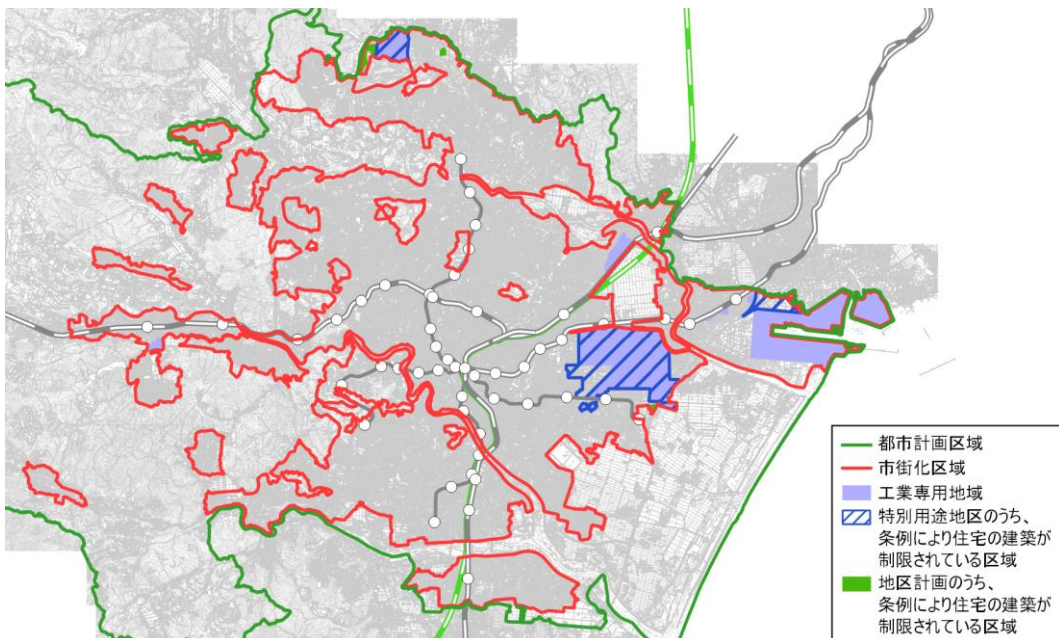 都市計画区域
市街化区域
工業専用地域
特別用途地区のうち、
条例により住宅の建築が
制限されている区域
地区計画のうち、
条例により住宅の建築が
制限されている区域